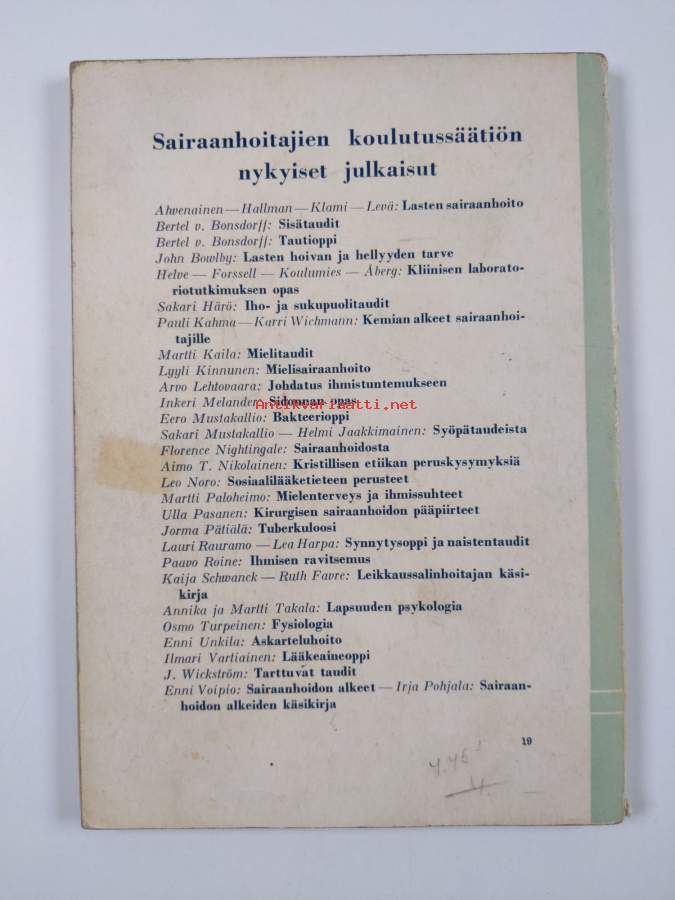 Sairaanhoitajien koulutussäätiön
nykyiset julkaisut
Ahvenainen — Hallman — Klami — Levä: Lasten sairaanhoito
Bertel v. Bonsdorff: Sisätaudit
Bertel v. Bonsdorff: Tautioppi
John Bowlby: Lasten hoivan ja hellyyden tarve
Helve — Forssell — Koulumies — Åberg: Kliinisen laborato-
riotutkimuksen opas
Sakari Härö: Iho- ja sukupuolitaudit
Pauli Kahma — Karri Wichmann: Kemian alkeet sairaanhoi-
tajille
Martti Kaila: Mielitaudit
Lyyli Kinnunen: Mielisairaanhoito
Arvo Lehtovaara: Johdatus ihmistuntemukseen
Inkeri Melander: Sidonnan opas
Antikvariaatti.net
Eero Mustakallio: Bakteerioppi
Sakari Mustakallio — Helmi Jaakkimainen: Syöpätaudeista
Florence Nightingale: Sairaanhoidosta
Aimo T. Nikolainen: Kristillisen etiikan peruskysymyksiä
Leo Noro: Sosiaalilääketieteen perusteet
Martti Paloheimo: Mielenterveys ja ihmissuhteet
Ulla Pasanen: Kirurgisen sairaanhoidon pääpiirteet
Jorma Pätiälä: Tuberkuloosi
Lauri Rauramo — Lea Harpa: Synnytysoppi ja naistentaudit
Paavo Roine: Ihmisen ravitsemus
Kaija Schwanck — Ruth Favre: Leikkaussalinhoitajan käsi-
kirja
Annika ja Martti Takala: Lapsuuden psykologia
Osmo Turpeinen: Fysiologia
Enni Unkila: Askarteluhoito
Ilmari Vartiainen: Lääkeaineoppi
J. Wickström: Tarttuvat taudit
Enni Voipio: Sairaanhoidon alkeet — Irja Pohjala: Sairaan-
hoidon alkeiden käsikirja
19
4.45
4.